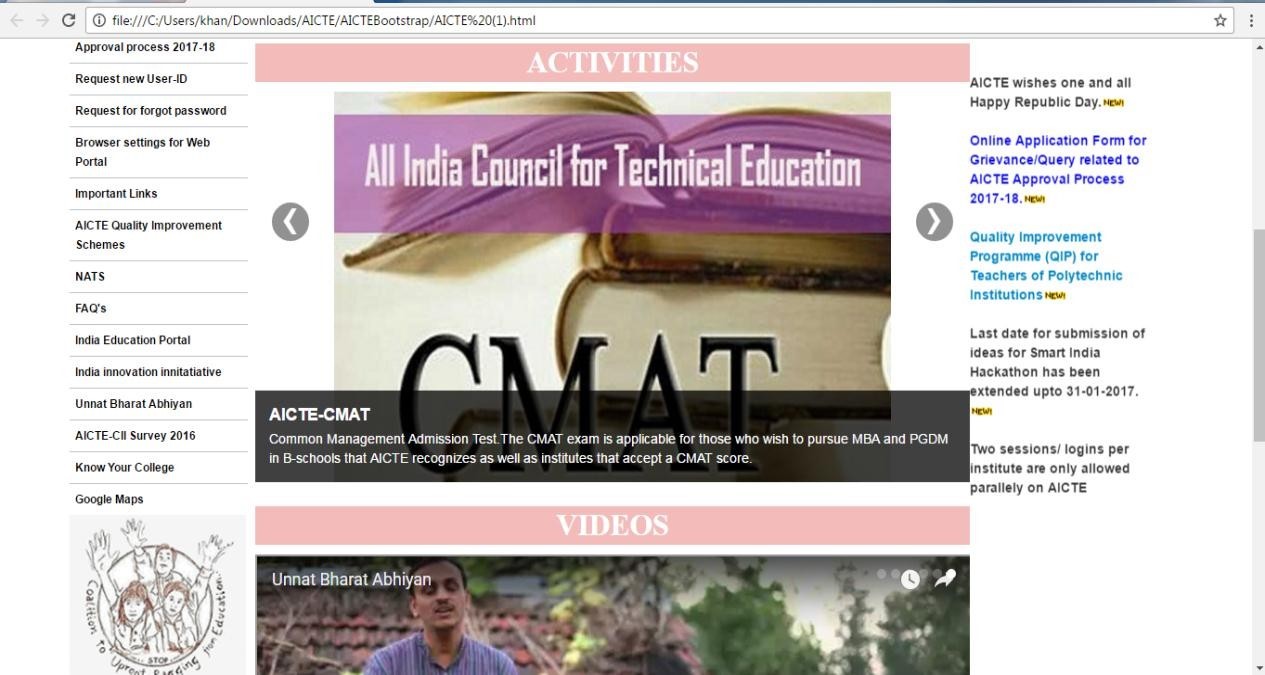 file:///C:/Users/khan/Downloads/AICTE/AICTEBootstrap/AICTE%20(1).html
Approval process 2017-18
Request new User-ID
Request for forgot password
Browser settings for Web
Portal
Important Links
AICTE Quality Improvement
Schemes
NATS
FAQ's
India Education Portal
India innovation innitatiative
Unnat Bharat Abhiyan
AICTE-CII Survey 2016
Know Your College
Google Maps
Coalition to Uproot Ragging from Education
STOP
ACTIVITIES
All India Council for Technical Education
CMAT
❮
❯
AICTE-CMAT
Common Management Admission Test.The CMAT exam is applicable for those who wish to pursue MBA and PGDM
in B-schools that AICTE recognizes as well as institutes that accept a CMAT score.
VIDEOS
Unnat Bharat Abhiyan
AICTE wishes one and all
Happy Republic Day. NEW!
Online Application Form for
Grievance/Query related to
AICTE Approval Process
2017-18. NEW!
Quality Improvement
Programme (QIP) for
Teachers of Polytechnic
Institutions NEW!
Last date for submission of
ideas for Smart India
Hackathon has been
extended upto 31-01-2017.
NEW!
Two sessions/ logins per
institute are only allowed
parallely on AICTE